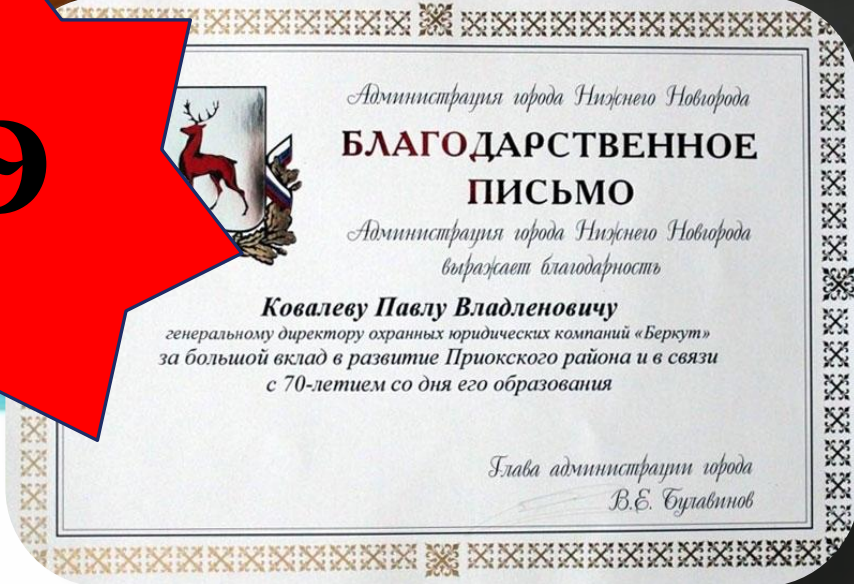 Э
Администрация города Нижнего Новгорода
БЛАГОДАРСТВЕННОЕ
ПИСЬМО
Администрация города Нижнего Новгорода
выражает благодарность
Ковалеву Павлу Владленовичу
генеральному директору охранных юридических компаний «Беркут»
за большой вклад в развитие Приокского района и в связи
с 70-летием со дня его образования
Глава администрации города
В.Е. Булавинов